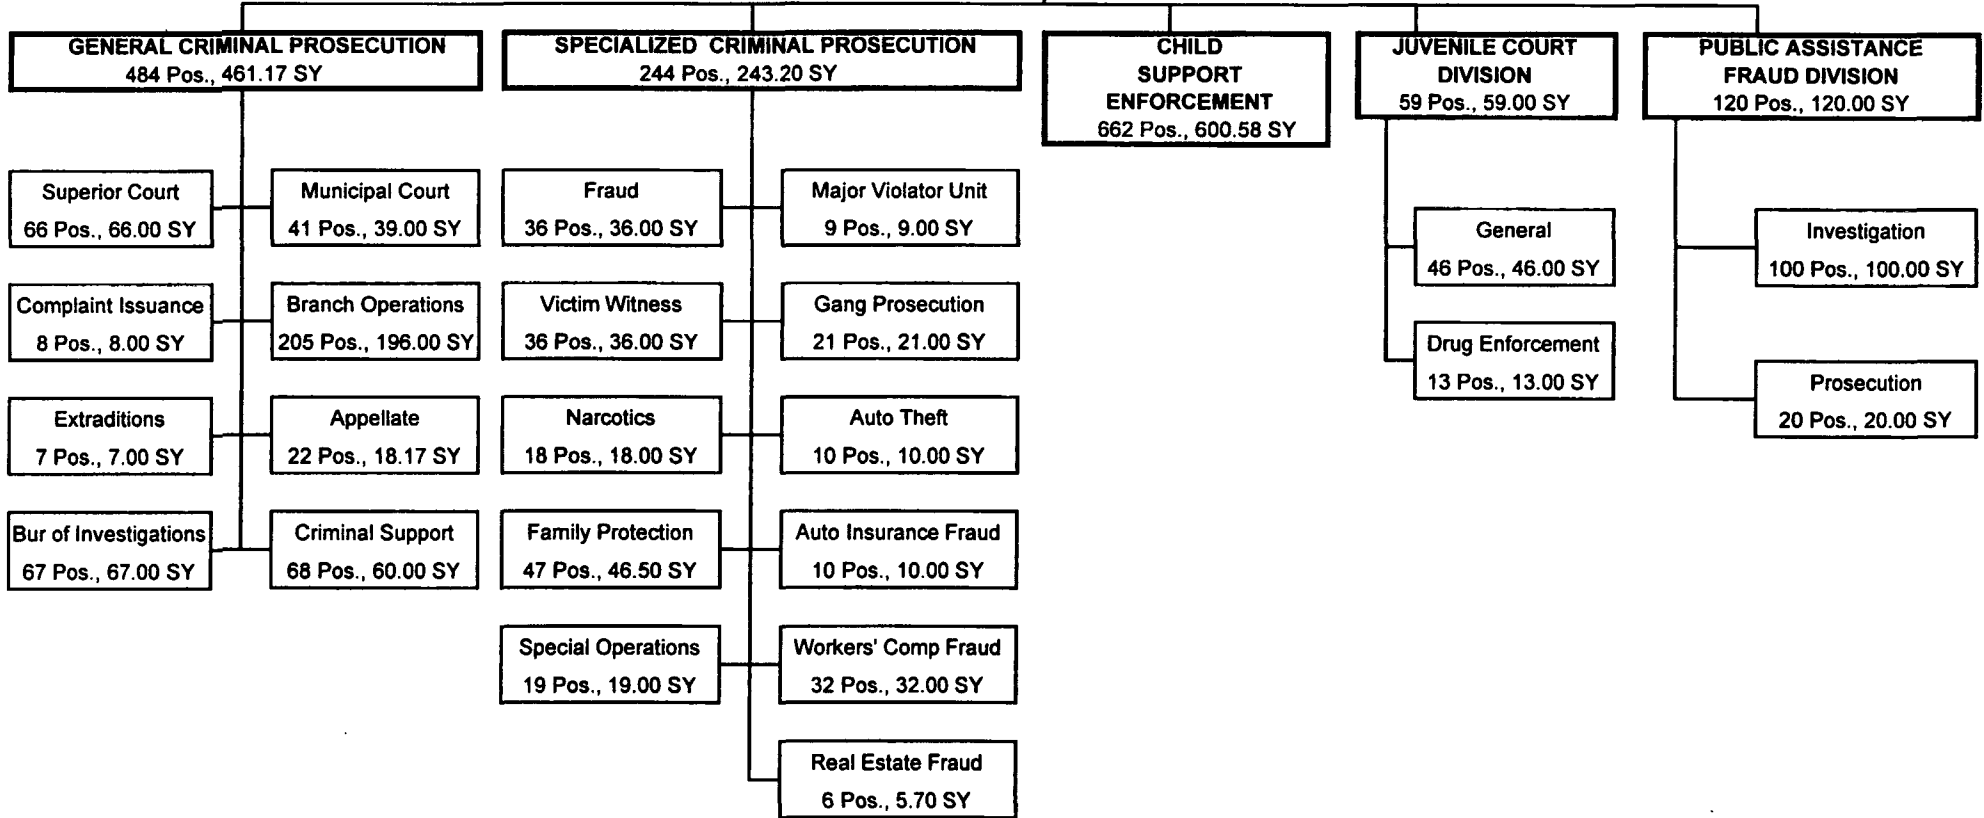 GENERAL CRIMINAL PROSECUTION
484 Pos., 461.17 SY
Superior Court
66 Pos., 66.00 SY
Municipal Court
41 Pos., 39.00 SY
Complaint Issuance
8 Pos., 8.00 SY
Branch Operations
205 Pos., 196.00 SY
Extraditions
7 Pos., 7.00 SY
Appellate
22 Pos., 18.17 SY
Bur of Investigations
67 Pos., 67.00 SY
Criminal Support
68 Pos., 60.00 SY
SPECIALIZED CRIMINAL PROSECUTION
244 Pos., 243.20 SY
Fraud
36 Pos., 36.00 SY
Major Violator Unit
9 Pos., 9.00 SY
Victim Witness
36 Pos., 36.00 SY
Gang Prosecution
21 Pos., 21.00 SY
Narcotics
18 Pos., 18.00 SY
Auto Theft
10 Pos., 10.00 SY
Family Protection
47 Pos., 46.50 SY
Auto Insurance Fraud
10 Pos., 10.00 SY
Special Operations
19 Pos., 19.00 SY
Workers' Comp Fraud
32 Pos., 32.00 SY
Real Estate Fraud
6 Pos., 5.70 SY
CHILD
SUPPORT
ENFORCEMENT
662 Pos., 600.58 SY
JUVENILE COURT
DIVISION
59 Pos., 59.00 SY
General
46 Pos., 46.00 SY
Drug Enforcement
13 Pos., 13.00 SY
PUBLIC ASSISTANCE
FRAUD DIVISION
120 Pos., 120.00 SY
Investigation
100 Pos., 100.00 SY
Prosecution
20 Pos., 20.00 SY